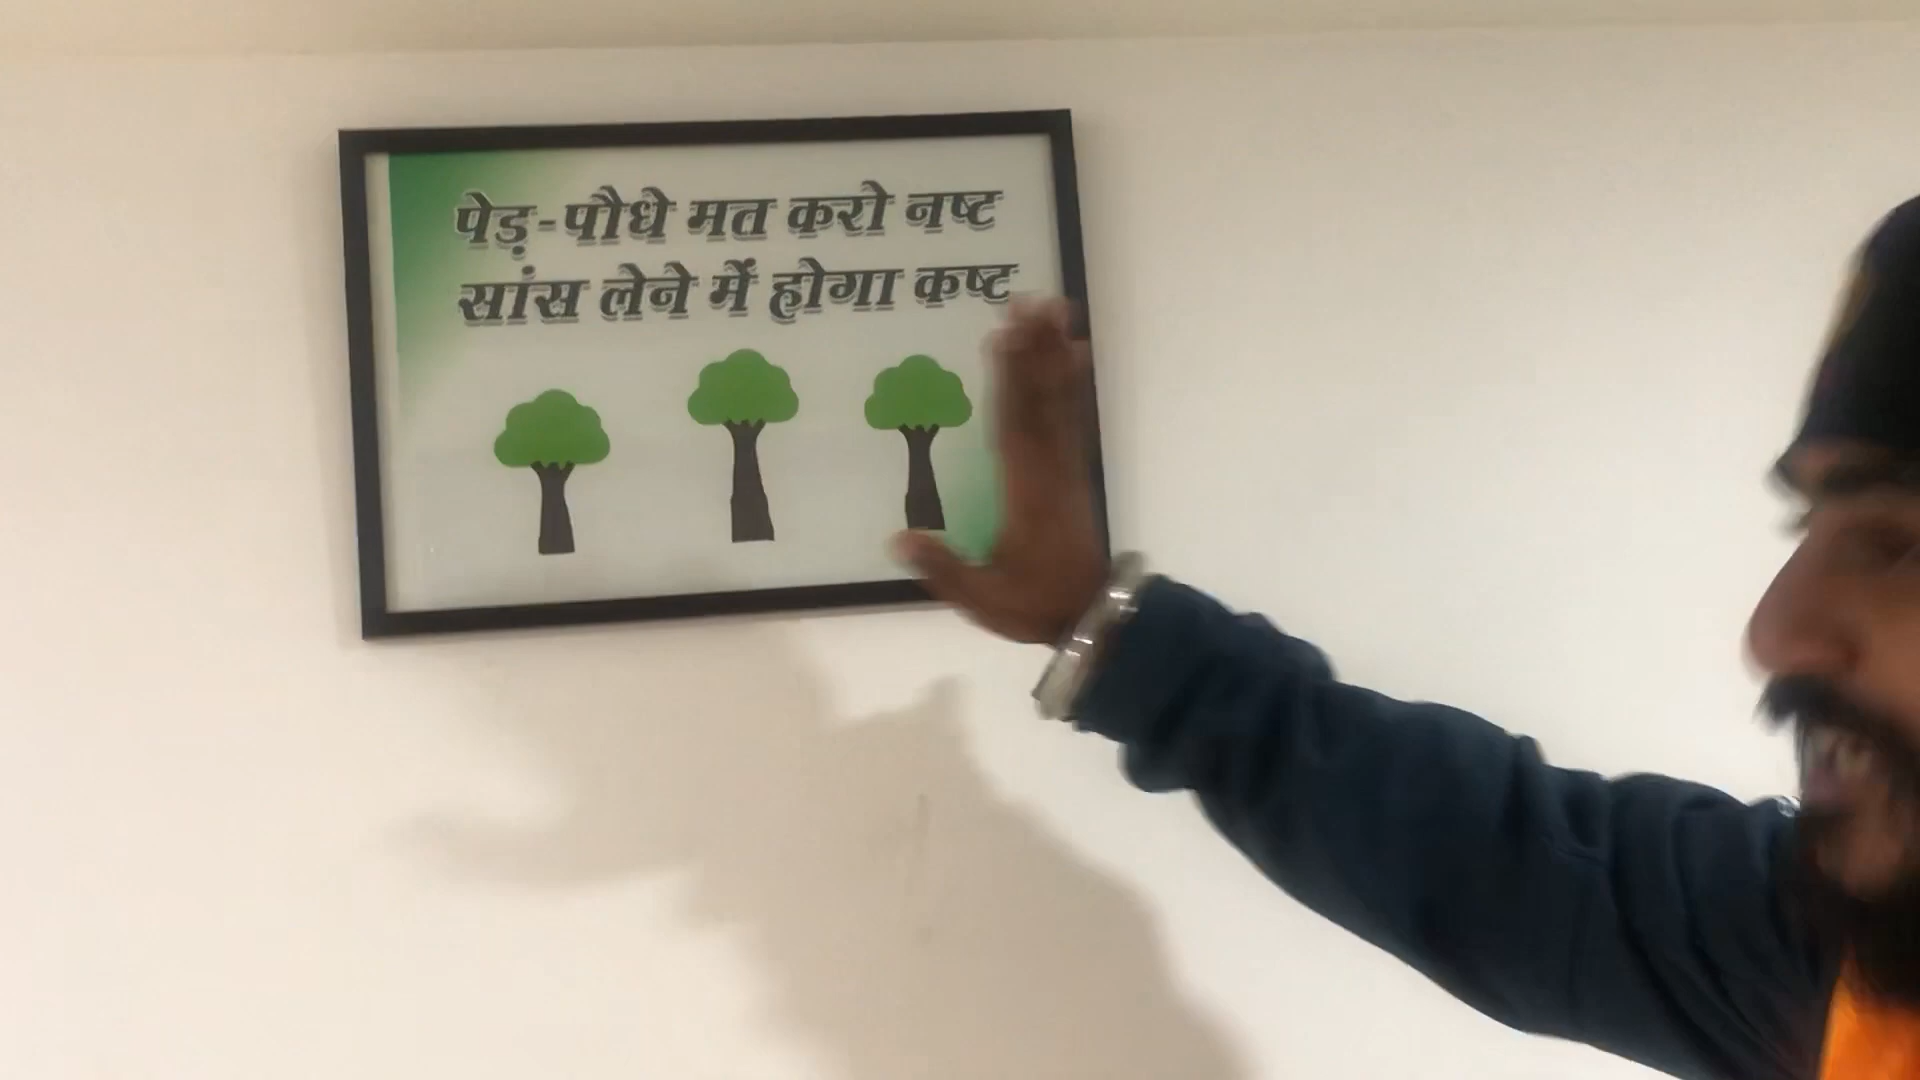 पेड़-पौधे मत करो नष्ट
सांस लेने में होगा कष्ट